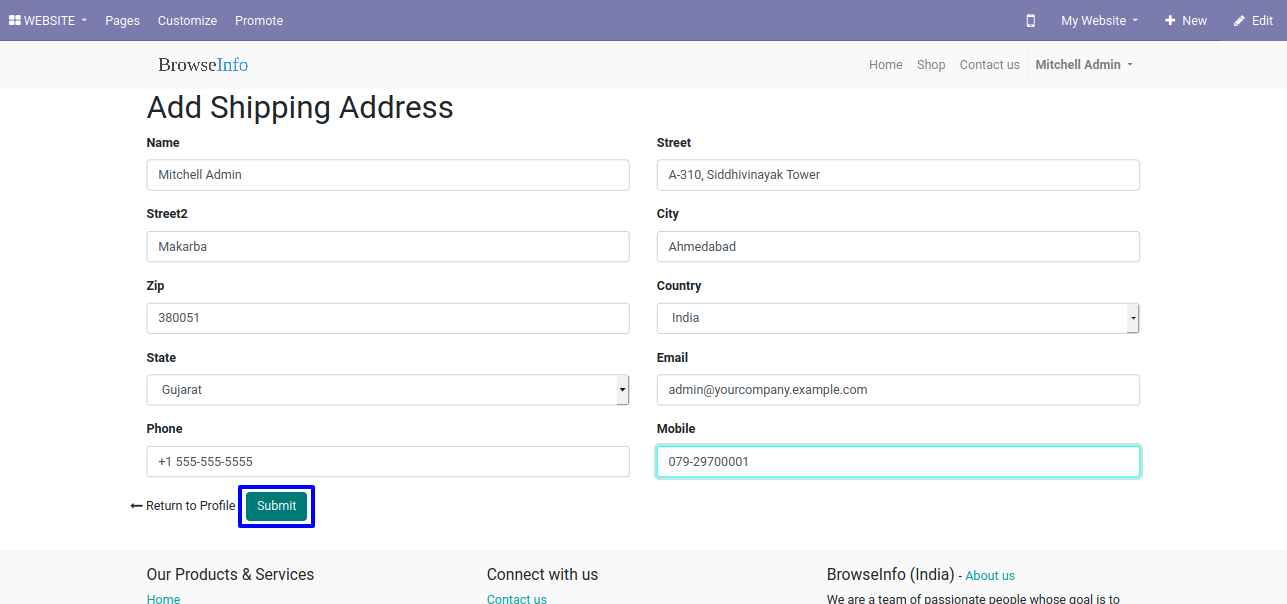 WEBSITE Pages Customize Promote My Website New Edit
BrowseInfo Home Shop Contact us Mitchell Admin
Add Shipping Address
Name Street
Mitchell Admin A-310, Siddhivinayak Tower
Street2 City
Makarba Ahmedabad
Zip Country
380051 India
State Email
Gujarat admin@yourcompany.example.com
Phone Mobile
+1 555-555-5555 079-29700001
Return to Profile Submit
Our Products & Services Connect with us BrowseInfo (India) - About us
Home Contact us We are a team of passionate people whose goal is to